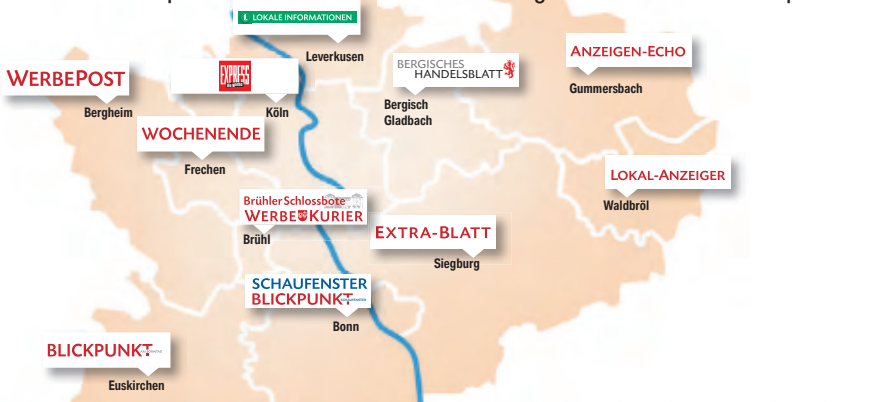 LOKALE INFORMATIONEN
Leverkusen
WERBEPOST
Bergheim
EXPRESS
Köln
BERGISCHES
HANDELSBLATT
Bergisch
Gladbach
ANZEIGEN-ECHO
Gummersbach
WOCHENENDE
Frechen
LOKAL-ANZEIGER
Waldbröl
Brühler Schlossbote
WERBE KURIER
Brühl
EXTRA-BLATT
Siegburg
SCHAUFENSTER
BLICKPUNKT
Bonn
BLICKPUNKT
Euskirchen